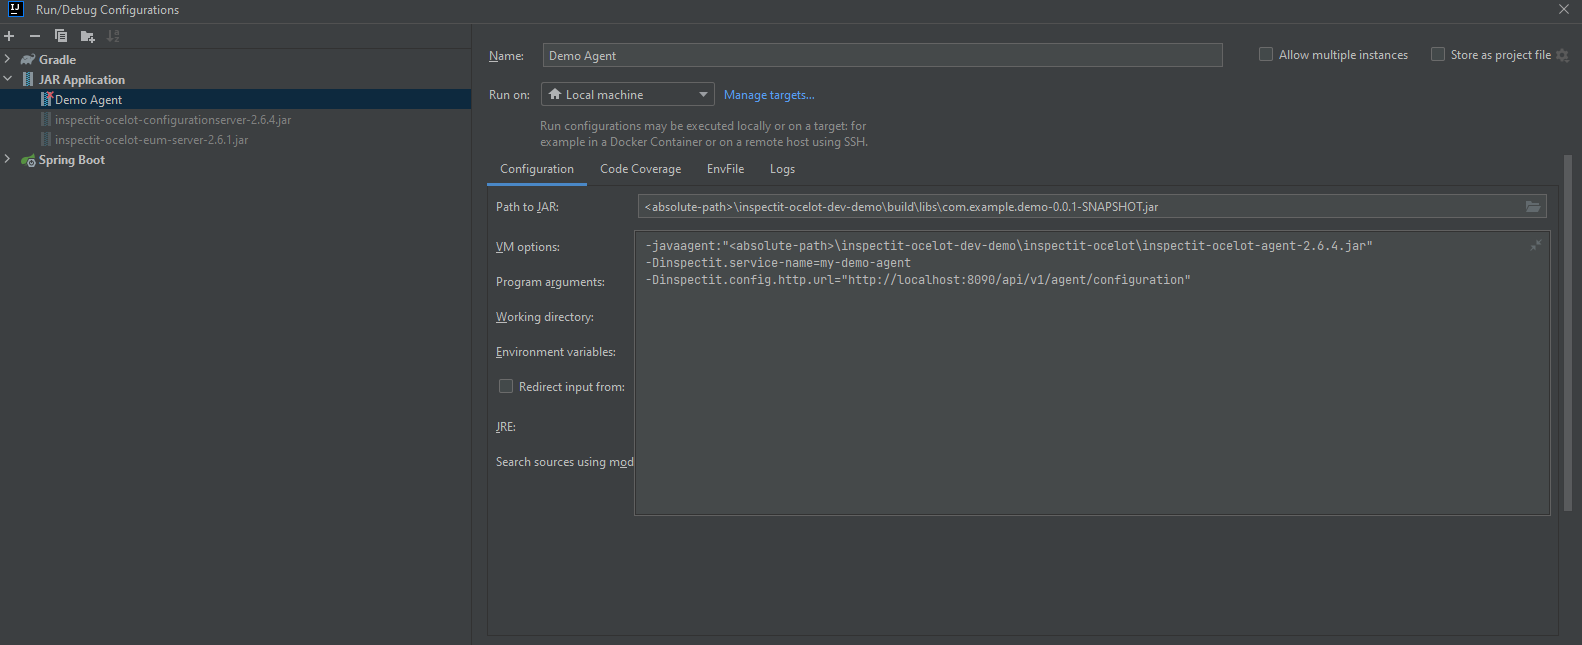 IJ
Run/Debug Configurations
Gradle
JAR Application
Demo Agent
inspectit-ocelot-configurationserver-2.6.4.jar
inspectit-ocelot-eum-server-2.6.1.jar
Spring Boot
Name:
Demo Agent
Allow multiple instances
Store as project file
Run on:
Local machine
Manage targets...
Run configurations may be executed locally or on a target: for
example in a Docker Container or on a remote host using SSH.
Configuration
Code Coverage
EnvFile
Logs
Path to JAR:
<absolute-path>\inspectit-ocelot-dev-demo\build\libs\com.example.demo-0.0.1-SNAPSHOT.jar
VM options:
-javaagent:"<absolute-path>\inspectit-ocelot-dev-demo\inspectit-ocelot\inspectit-ocelot-agent-2.6.4.jar"
-Dinspectit.service-name=my-demo-agent
-Dinspectit.config.http.url="http://localhost:8090/api/v1/agent/configuration"
Program arguments:
Working directory:
Environment variables:
Redirect input from:
JRE:
Search sources using mod